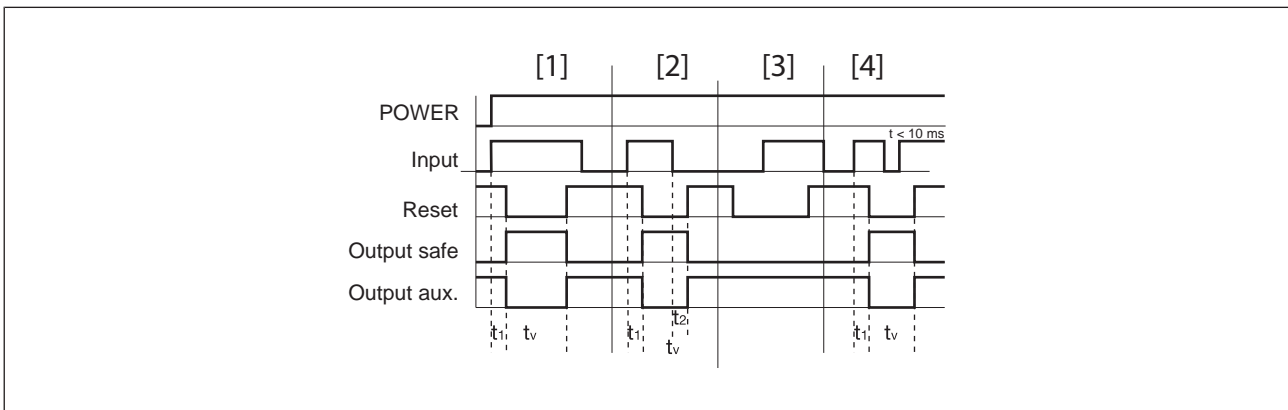 [1] [2] [3] [4]
POWER
t < 10 ms
Input
Reset
Output safe
Output aux.
t2
t1 tv t1 t1 tv
tv